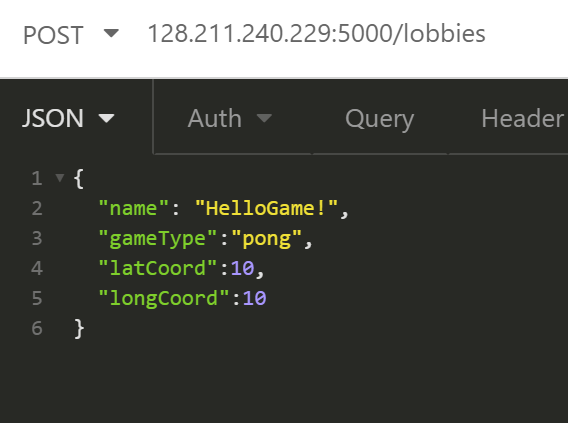 POST 128.211.240.229:5000/lobbies
JSON Auth Query Header
1 {
2 "name": "HelloGame!",
3 "gameType":"pong",
4 "latCoord":10,
5 "longCoord":10
6 }